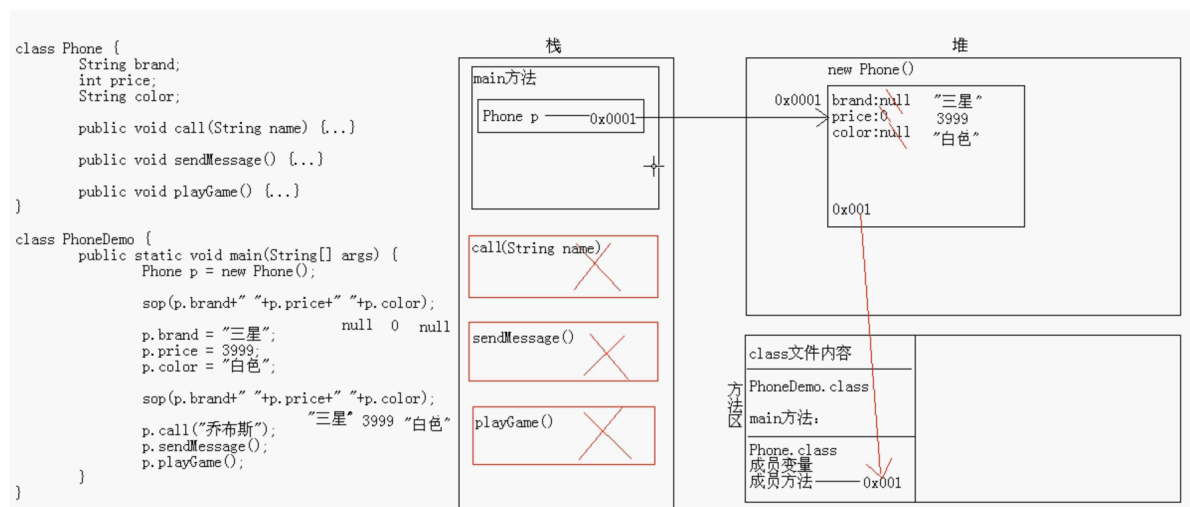 class Phone {
String brand;
int price;
String color;
public void call(String name) {...}
public void sendMessage() {...}
public void playGame() {...}
}
class PhoneDemo {
public static void main(String[] args) {
Phone p = new Phone();
sop(p.brand+" "+p.price+" "+p.color);
null 0 null
p.brand = "三星";
p.price = 3999;
p.color = "白色";
sop(p.brand+" "+p.price+" "+p.color);
"三星" 3999 "白色"
p.call("乔布斯");
p.sendMessage();
p.playGame();
}
}
栈
main方法
Phone p 0x0001
call(String name)
sendMessage()
playGame()
堆
new Phone()
0x0001
brand:null "三星"
price:0 3999
color:null "白色"
0x001
方法区
class文件内容
PhoneDemo.class
main方法:
Phone.class
成员变量
成员方法 0x001